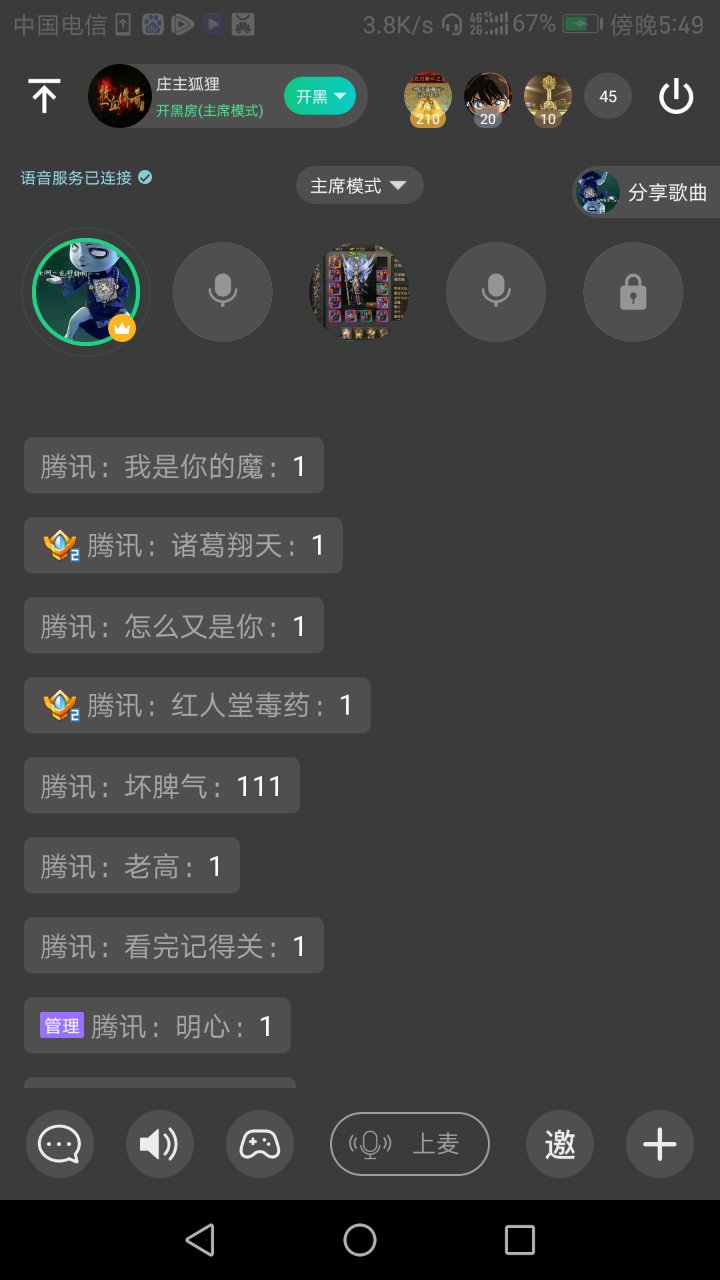 中国电信 3.8K/s 4G 2G 67% 傍晚5:49
庄主狐狸
开黑房(主席模式)
开黑
210 20 10 45
语音服务已连接
主席模式
分享歌曲
腾讯：我是你的魔：1
2 腾讯：诸葛翔天：1
腾讯：怎么又是你：1
2 腾讯：红人堂毒药：1
腾讯：坏脾气：111
腾讯：老高：1
腾讯：看完记得关：1
管理 腾讯：明心：1
上麦
邀